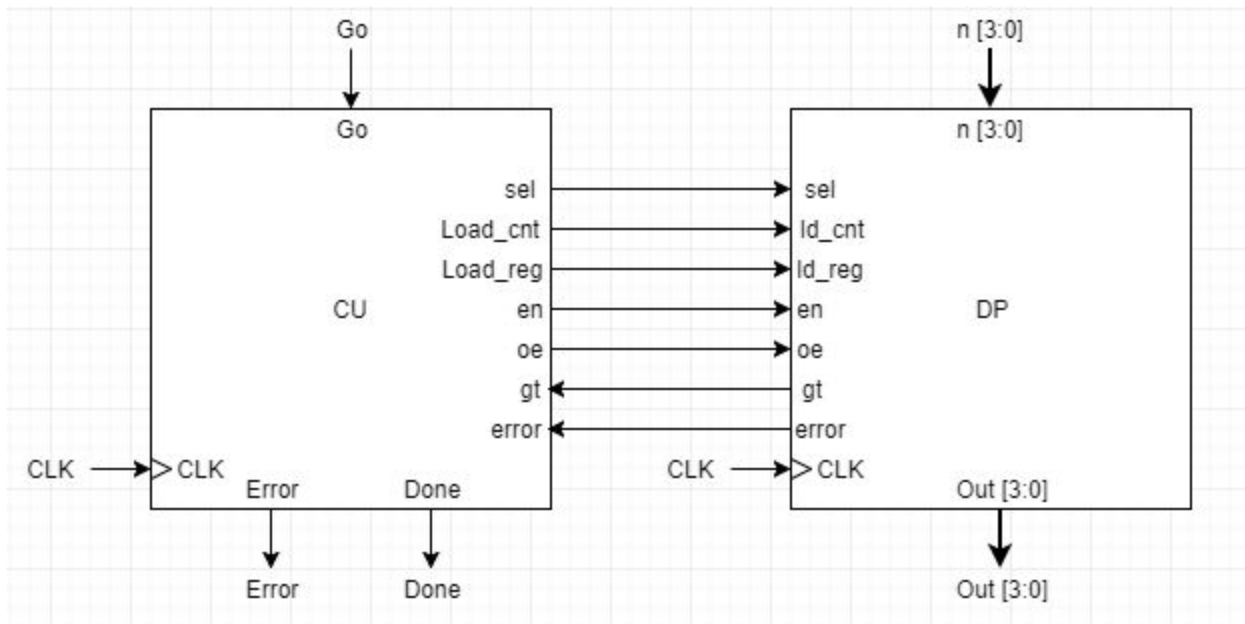 Go
n [3:0]
Go
n [3:0]
sel
sel
Load_cnt
ld_cnt
Load_reg
ld_reg
CU
en
en
DP
oe
oe
gt
gt
error
error
CLK
CLK
CLK
CLK
Error
Done
Out [3:0]
Error
Done
Out [3:0]